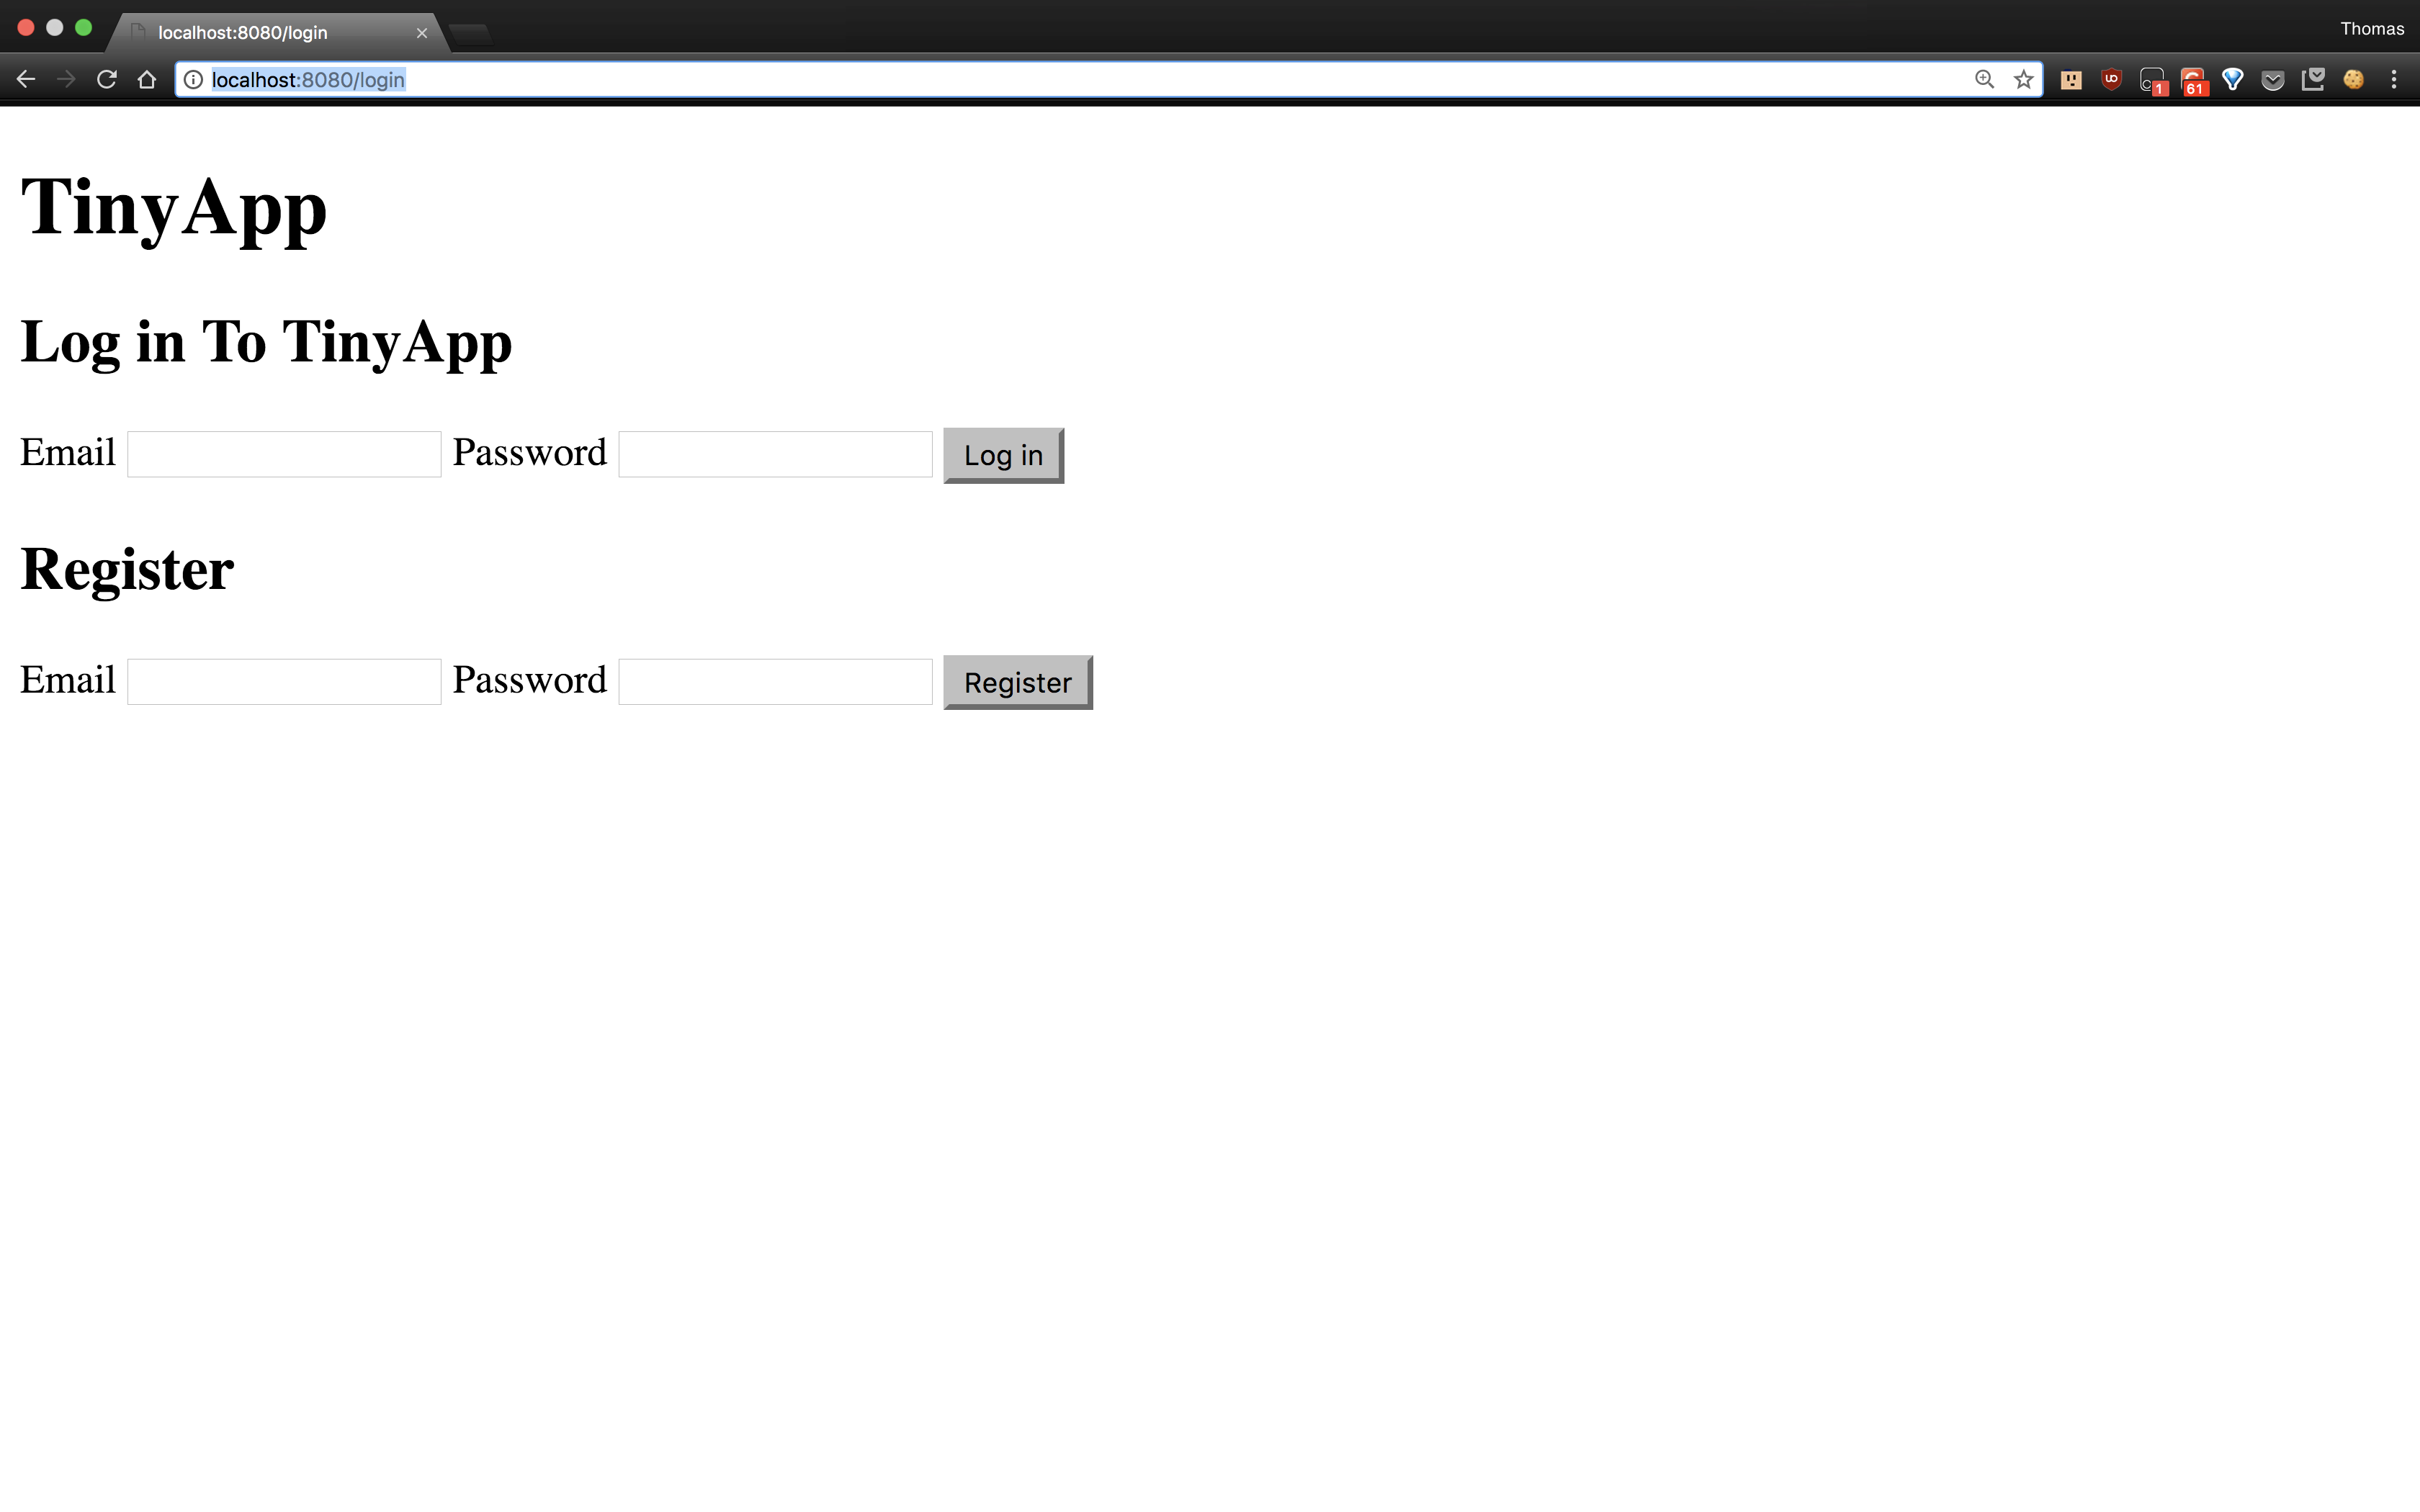 localhost:8080/login
Thomas
localhost:8080/login
1
61
TinyApp
Log in To TinyApp
Email Password Log in
Register
Email Password Register